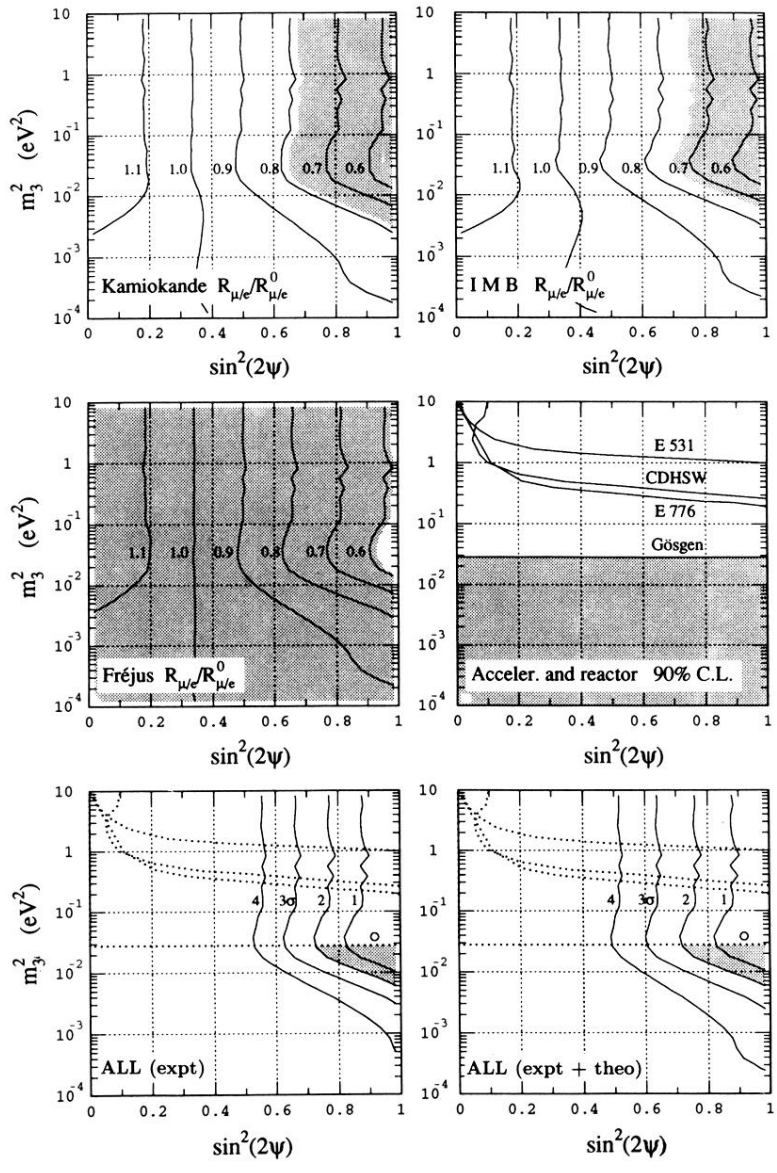 10
1
10⁻¹
10⁻²
10⁻³
10⁻⁴
m₃² (eV²)
1.1 1.0 0.9 0.8 0.7 0.6
Kamiokande R_μ/e/R⁰_μ/e
0 0.2 0.4 0.6 0.8 1
sin²(2ψ)
10
1
10⁻¹
10⁻²
10⁻³
10⁻⁴
1.1 1.0 0.9 0.8 0.7 0.6
I M B R_μ/e/R⁰_μ/e
0 0.2 0.4 0.6 0.8 1
sin²(2ψ)
10
1
10⁻¹
10⁻²
10⁻³
10⁻⁴
m₃² (eV²)
1.1 1.0 0.9 0.8 0.7 0.6
Fréjus R_μ/e/R⁰_μ/e
0 0.2 0.4 0.6 0.8 1
sin²(2ψ)
10
1
10⁻¹
10⁻²
10⁻³
10⁻⁴
E 531
CDHSW
E 776
Gösgen
Acceler. and reactor 90% C.L.
0 0.2 0.4 0.6 0.8 1
sin²(2ψ)
10
1
10⁻¹
10⁻²
10⁻³
10⁻⁴
m₃² (eV²)
4 3σ 2 1
ALL (expt)
0 0.2 0.4 0.6 0.8 1
sin²(2ψ)
10
1
10⁻¹
10⁻²
10⁻³
10⁻⁴
4 3σ 2 1
ALL (expt + theo)
0 0.2 0.4 0.6 0.8 1
sin²(2ψ)